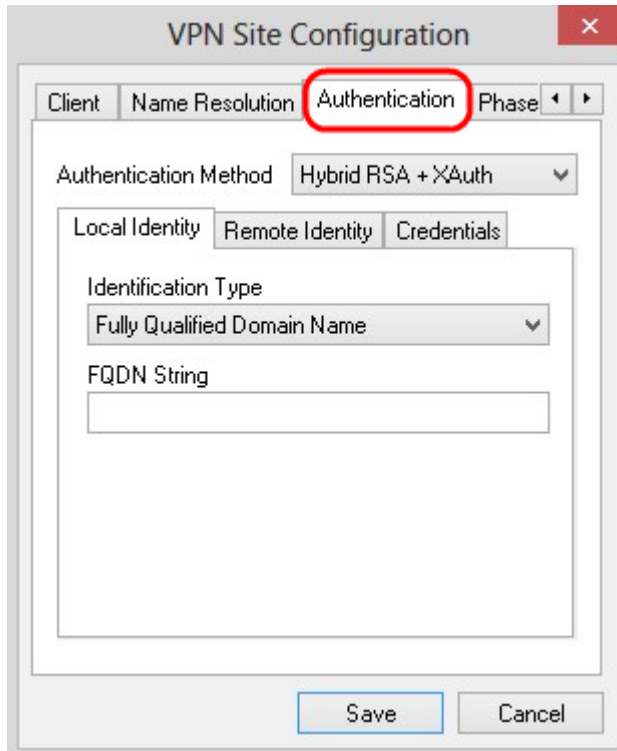 VPN Site Configuration
Client Name Resolution Authentication Phase
Authentication Method Hybrid RSA + XAuth
Local Identity Remote Identity Credentials
Identification Type
Fully Qualified Domain Name
FQDN String
Save Cancel